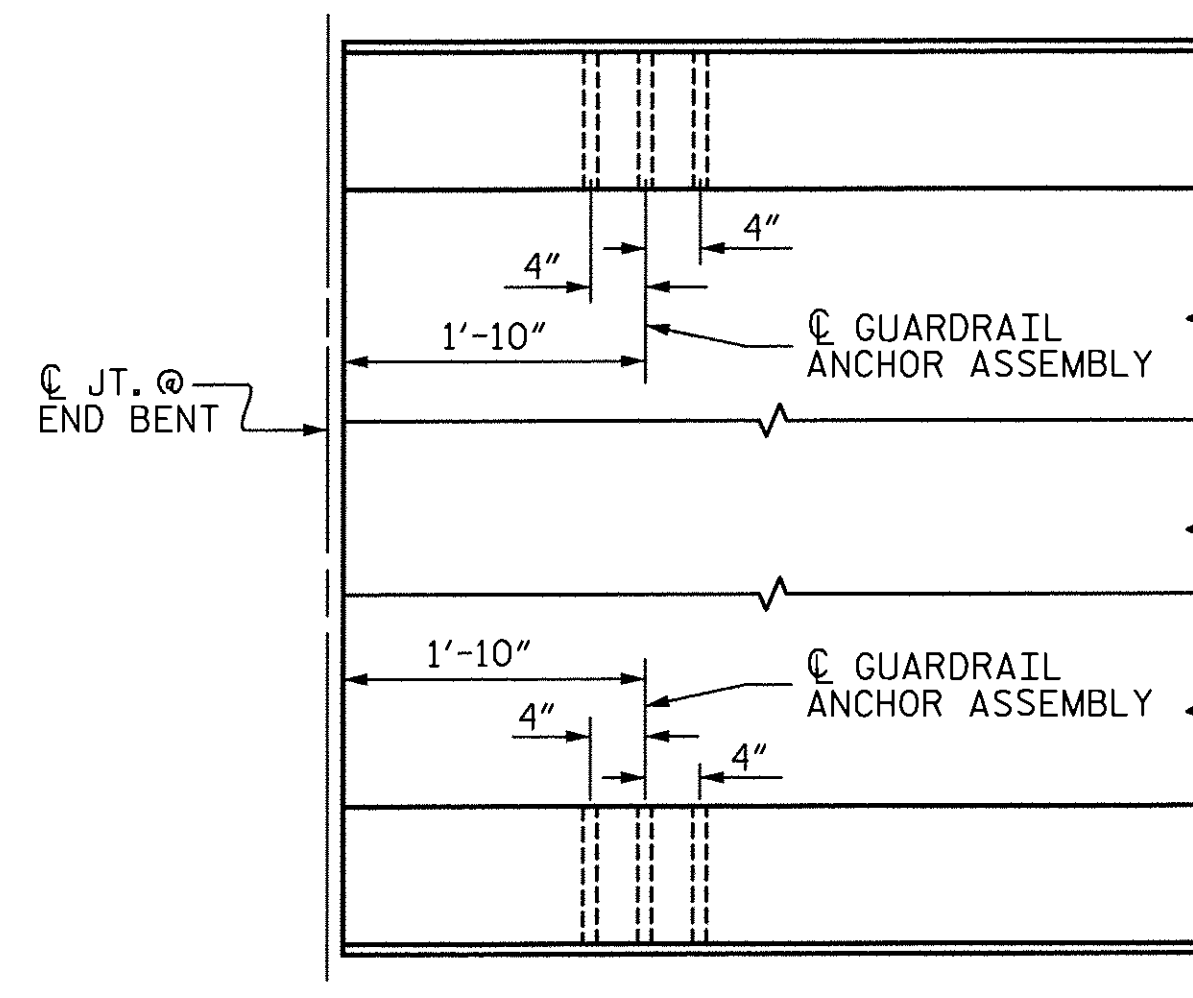 4"
4"
1'-10"
℄ GUARDRAIL
ANCHOR ASSEMBLY
℄ JT. @
END BENT
1'-10"
℄ GUARDRAIL
ANCHOR ASSEMBLY
4"
4"